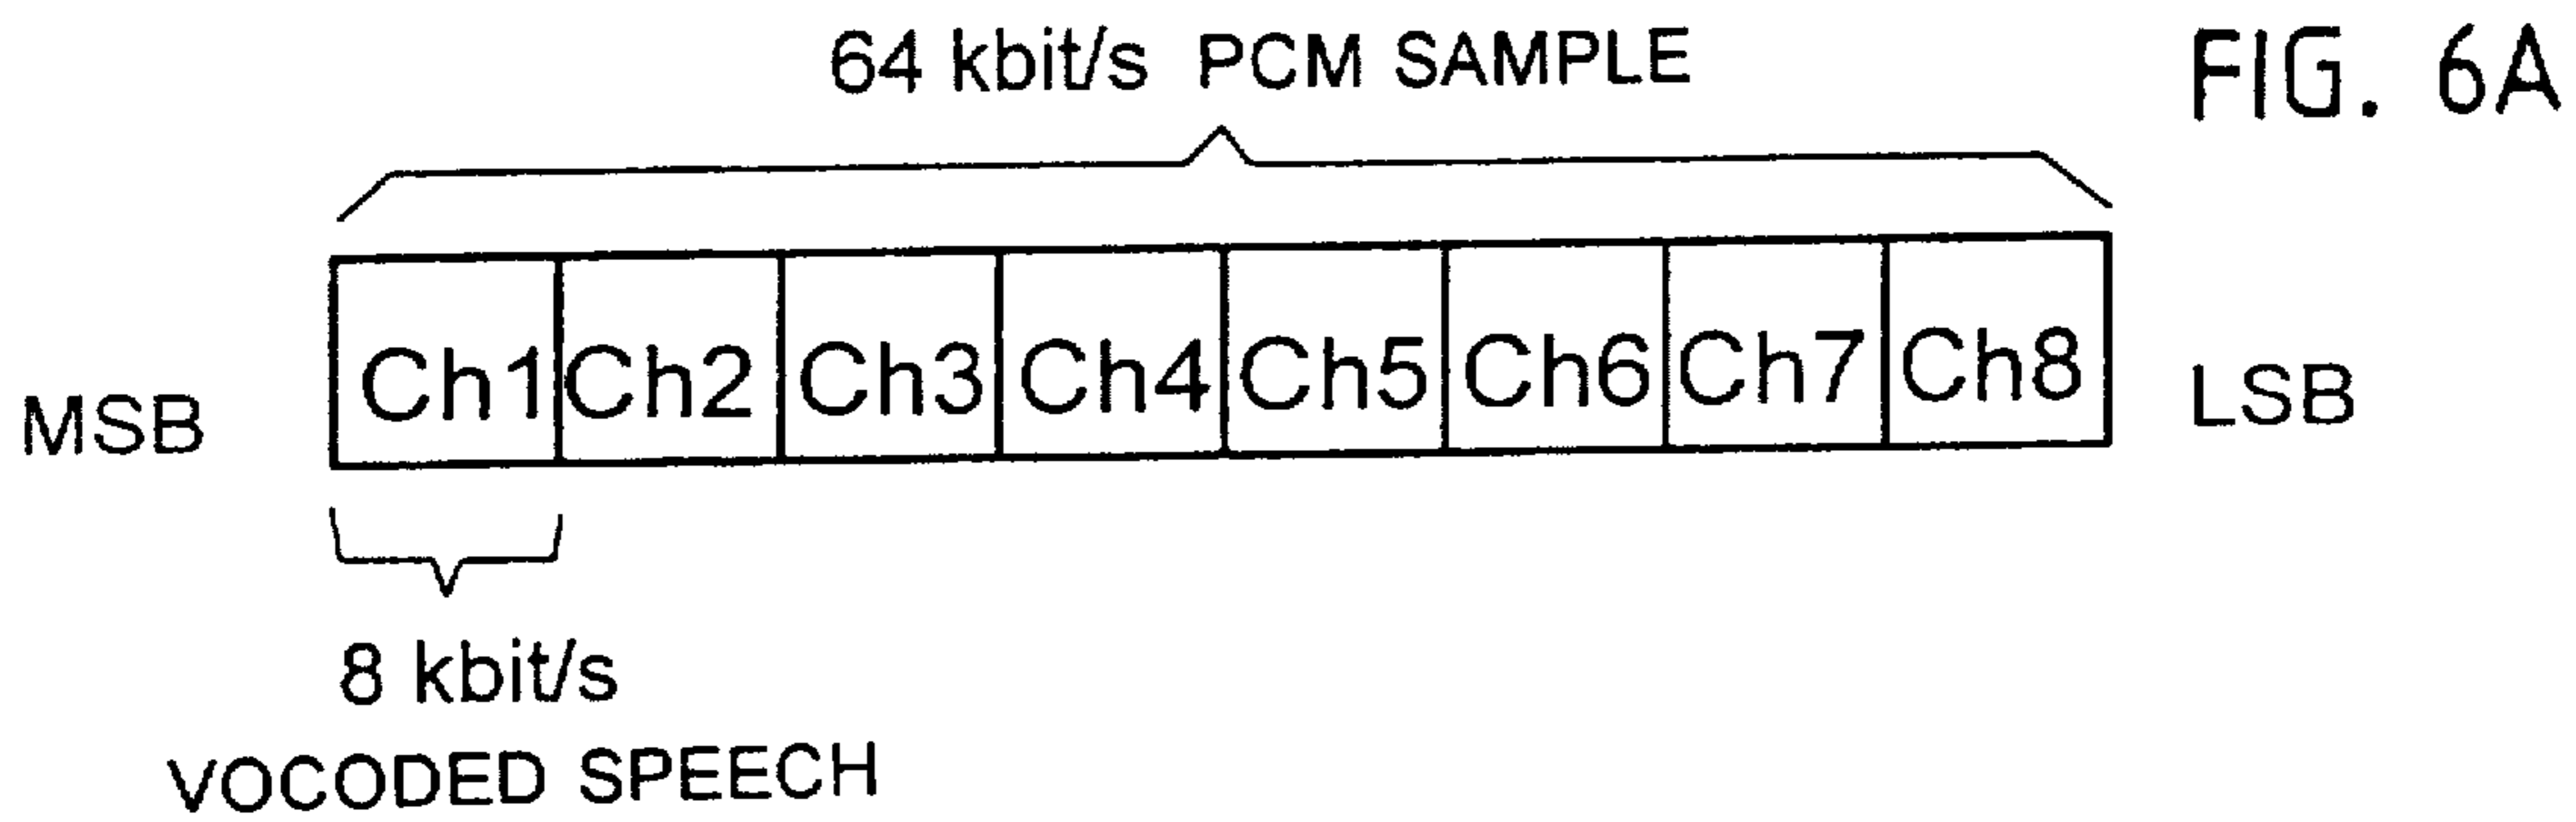 64 kbit/s PCM SAMPLE
FIG. 6A
MSB Ch1 Ch2 Ch3 Ch4 Ch5 Ch6 Ch7 Ch8 LSB
8 kbit/s
VOCODED SPEECH